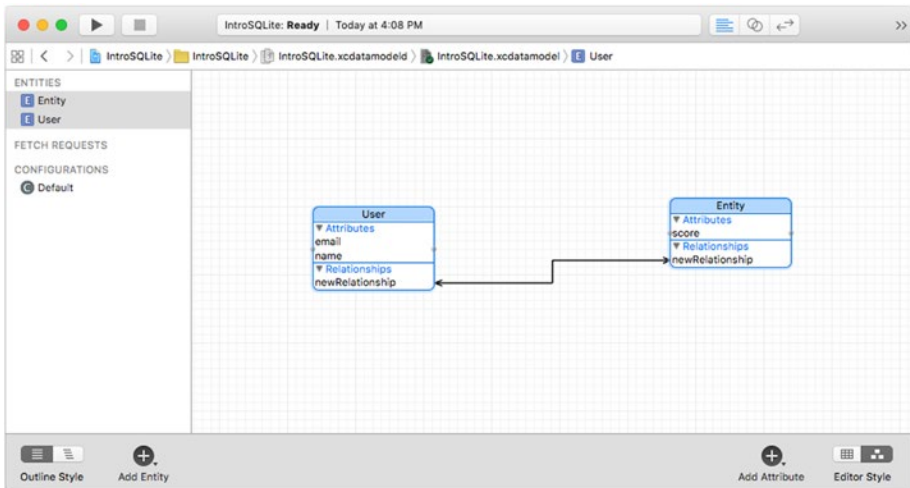 IntroSQLite: Ready | Today at 4:08 PM
IntroSQLite IntroSQLite IntroSQLite.xcdatamodeld IntroSQLite.xcdatamodel E User
ENTITIES
E Entity
E User
FETCH REQUESTS
CONFIGURATIONS
C Default
User
Attributes
email
name
Relationships
newRelationship
Entity
Attributes
score
Relationships
newRelationship
Outline Style
Add Entity
Add Attribute
Editor Style